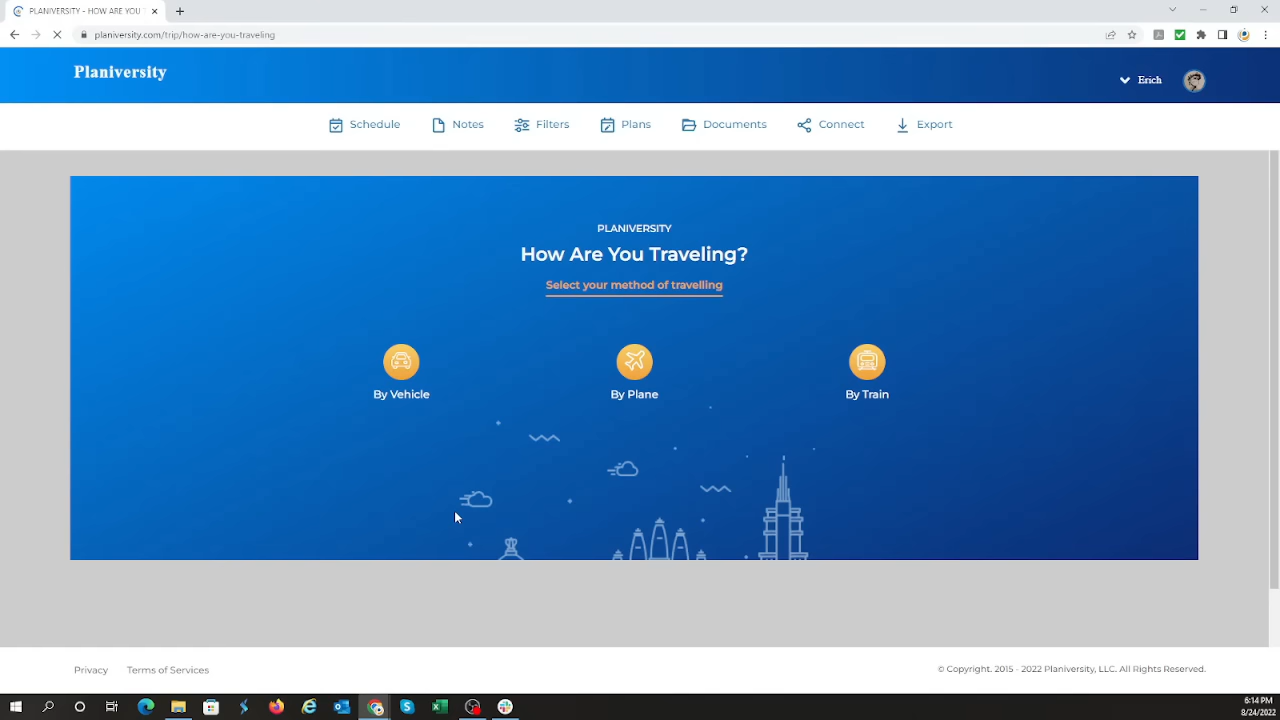 PLANIVERSITY - HOW ARE YOU T
planiversity.com/trip/how-are-you-traveling
Planiversity
Erich
Schedule
Notes
Filters
Plans
Documents
Connect
Export
PLANIVERSITY
How Are You Traveling?
Select your method of travelling
By Vehicle
By Plane
By Train
Privacy
Terms of Services
© Copyright. 2015 - 2022 Planiversity, LLC. All Rights Reserved.
6:14 PM
8/24/2022